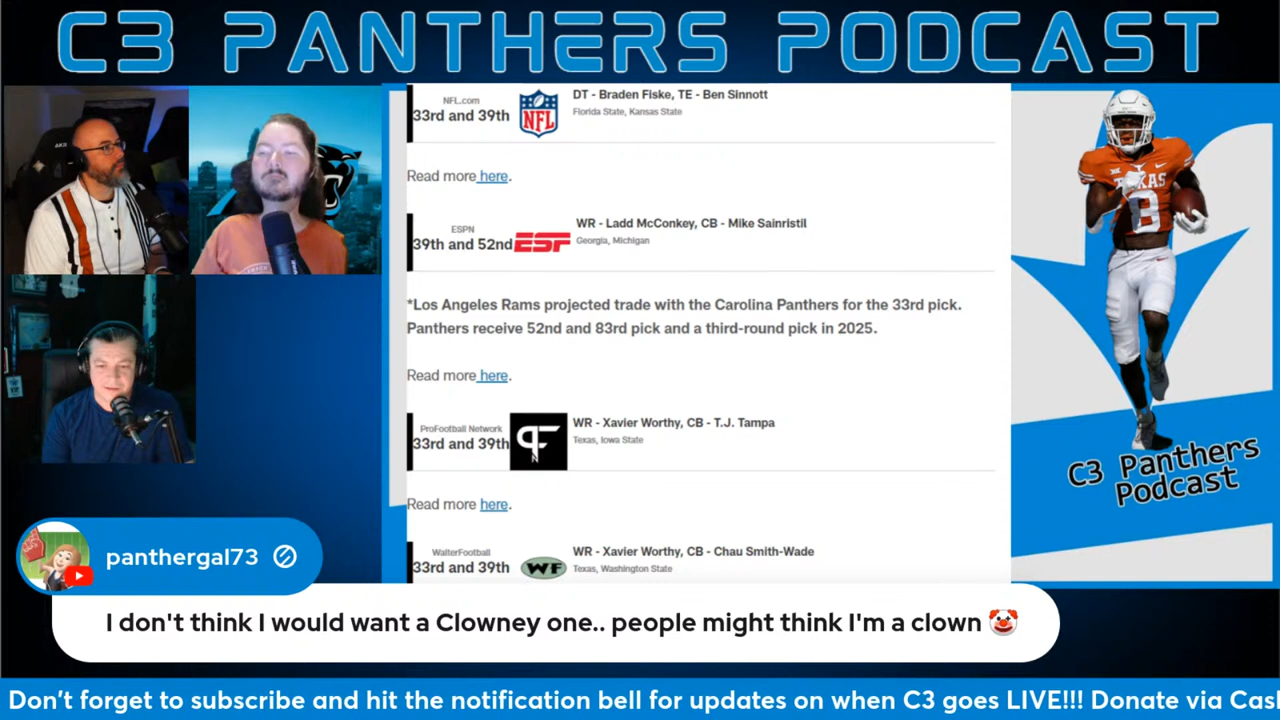 C3 PANTHERS PODCAST
NFL.com
33rd and 39th
NFL
DT - Braden Fiske, TE - Ben Sinnott
Florida State, Kansas State
Read more here.
ESPN
39th and 52nd
WR - Ladd McConkey, CB - Mike Sainristil
Georgia, Michigan
*Los Angeles Rams projected trade with the Carolina Panthers for the 33rd pick.
Panthers receive 52nd and 83rd pick and a third-round pick in 2025.
Read more here.
ProFootball Network
33rd and 39th
WR - Xavier Worthy, CB - T.J. Tampa
Texas, Iowa State
Read more here.
WalterFootball
33rd and 39th
WF
WR - Xavier Worthy, CB - Chau Smith-Wade
Texas, Washington State
TEXAS
8
C3 Panthers
Podcast
panthergal73
I don't think I would want a Clowney one.. people might think I'm a clown 🤡
Don't forget to subscribe and hit the notification bell for updates on when C3 goes LIVE!!! Donate via Cas